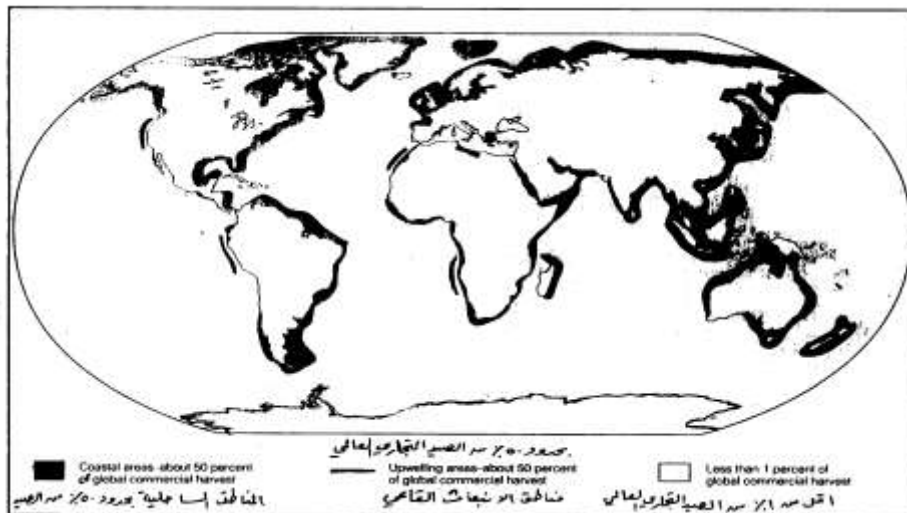 بحدود ٥٠٪ من الصيد التجاري العالمي
Coastal areas–about 50 percent
of global commercial harvest
Upwelling areas–about 50 percent
of global commercial harvest
Less than 1 percent of
global commercial harvest
المناطق الساحلية بحدود ٥٠٪ من الصيد
مناطق الانبعاث القاعي
اقل من ١٪ من الصيد التجاري العالمي